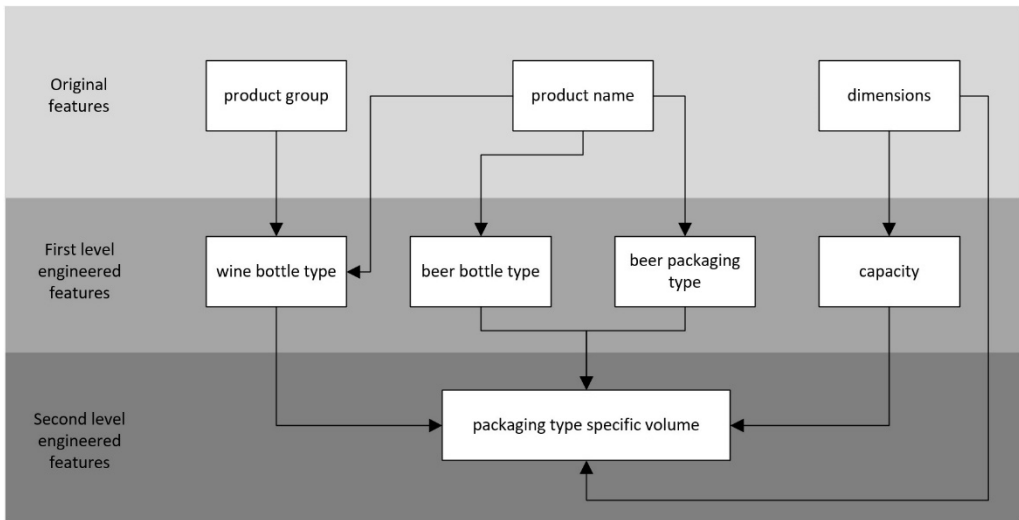 Original
features
product group
product name
dimensions
First level
engineered
features
wine bottle type
beer bottle type
beer packaging
type
capacity
Second level
engineered
features
packaging type specific volume